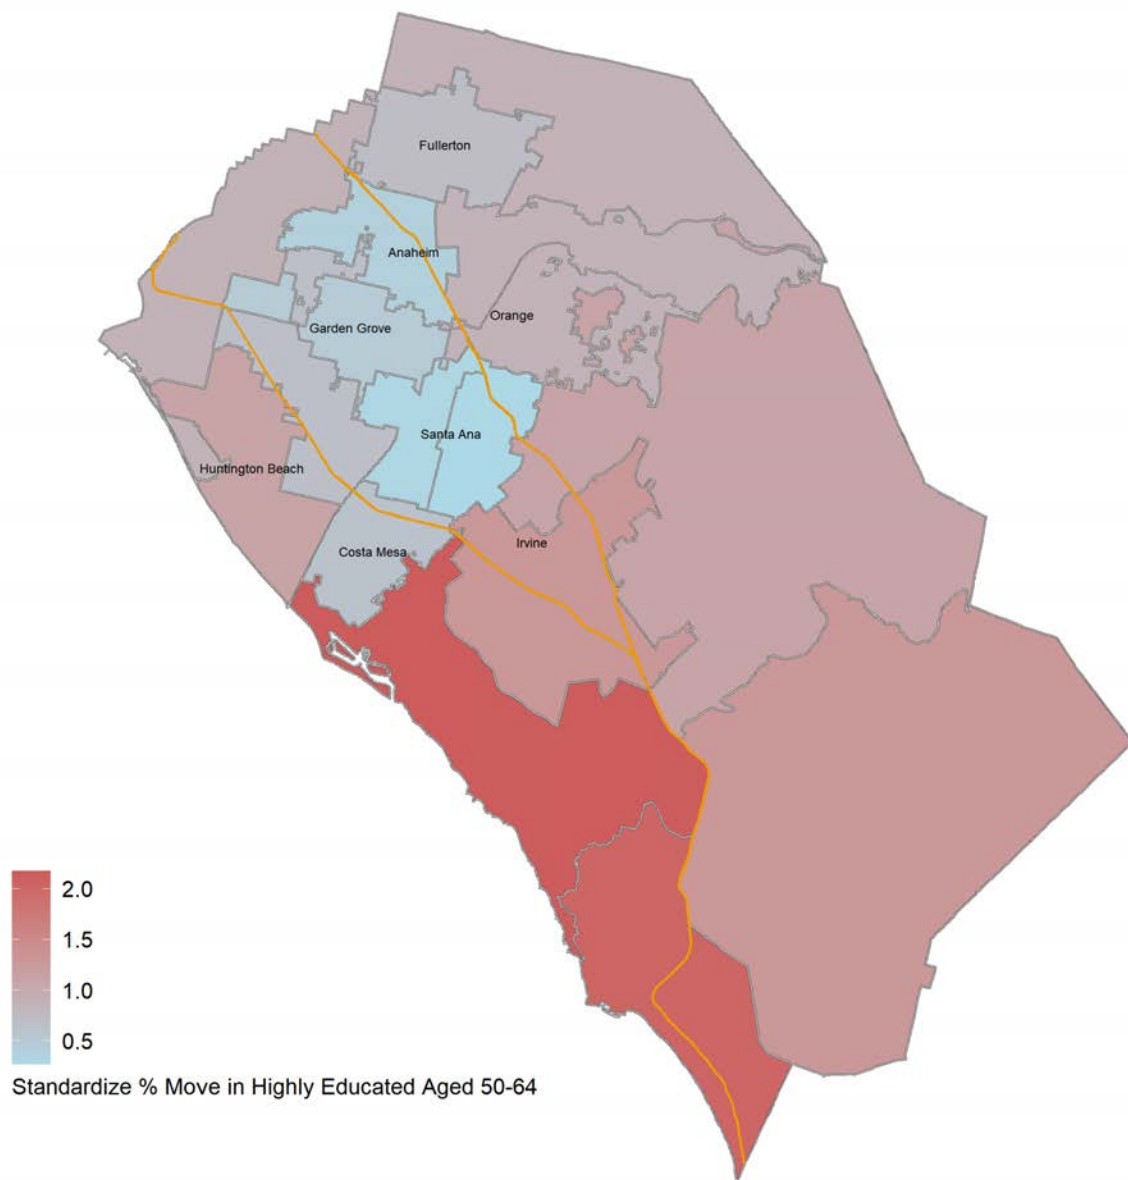 Fullerton
Anaheim
Orange
Garden Grove
Santa Ana
Huntington Beach
Irvine
Costa Mesa
2.0
1.5
1.0
0.5
Standardize % Move in Highly Educated Aged 50-64